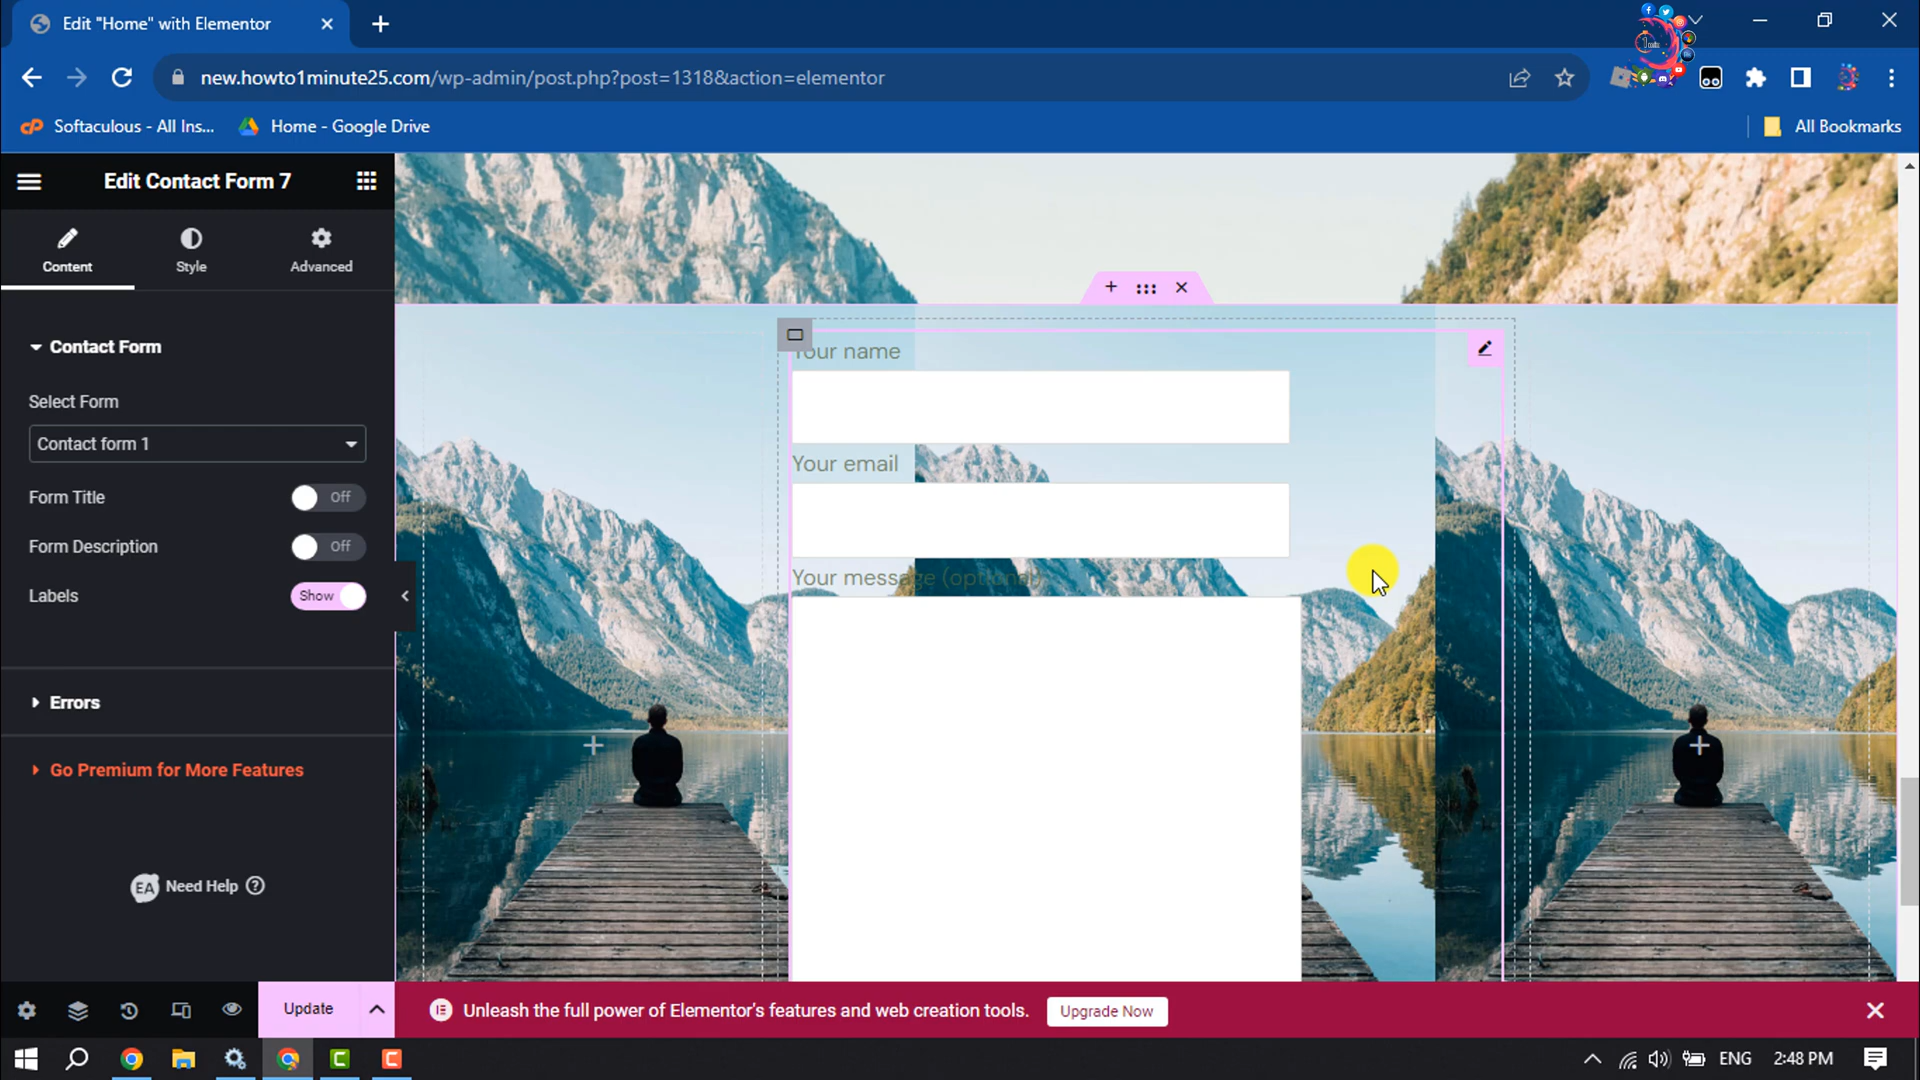 Edit "Home" with Elementor
new.howto1minute25.com/wp-admin/post.php?post=1318&action=elementor
Softaculous - All Ins...
Home - Google Drive
All Bookmarks
Edit Contact Form 7
Content
Style
Advanced
Contact Form
Select Form
Contact form 1
Form Title
Off
Form Description
Off
Labels
Show
Errors
Go Premium for More Features
EA
Need Help
Your name
Your email
Your message (optional)
Update
Unleash the full power of Elementor's features and web creation tools.
Upgrade Now
ENG
2:48 PM